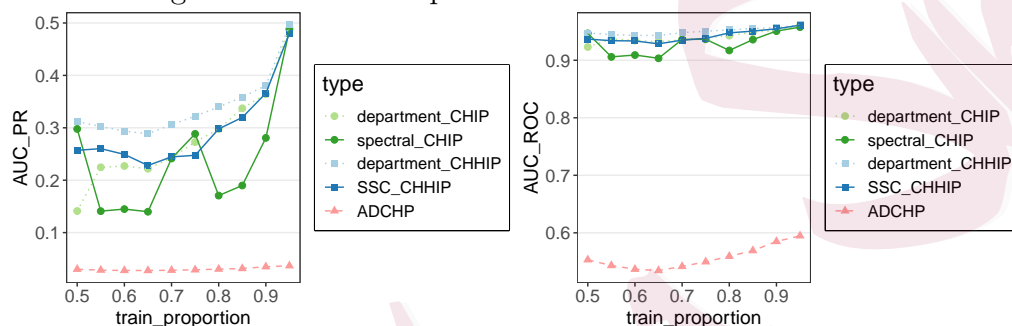 0.5
0.4
0.3
0.2
0.1
AUC_PR
0.5 0.6 0.7 0.8 0.9
train_proportion
type
department_CHIP
spectral_CHIP
department_CHHIP
SSC_CHHIP
ADCHP
0.9
0.8
0.7
0.6
AUC_ROC
0.5 0.6 0.7 0.8 0.9
train_proportion
type
department_CHIP
spectral_CHIP
department_CHHIP
SSC_CHHIP
ADCHP